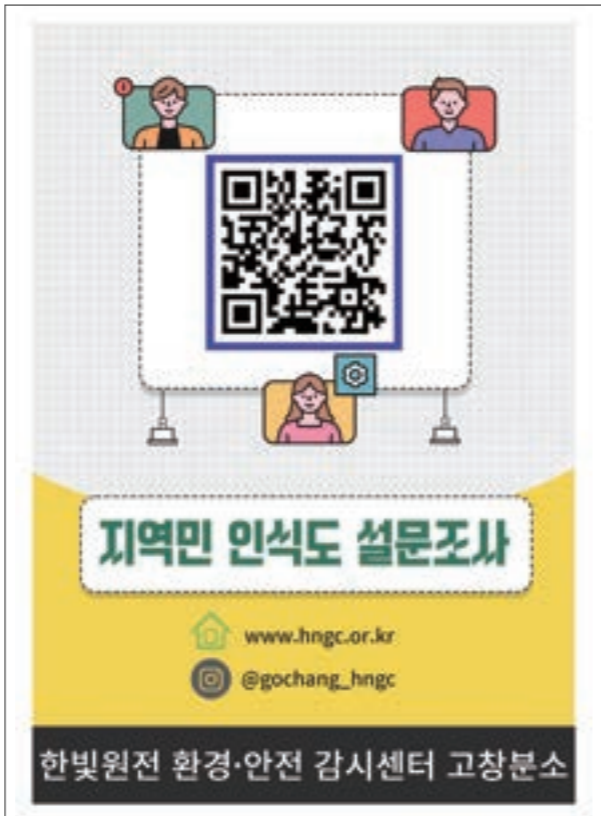 지역민 인식도 설문조사
www.hngc.or.kr
@gochang_hngc
한빛원전 환경·안전 감시센터 고창분소